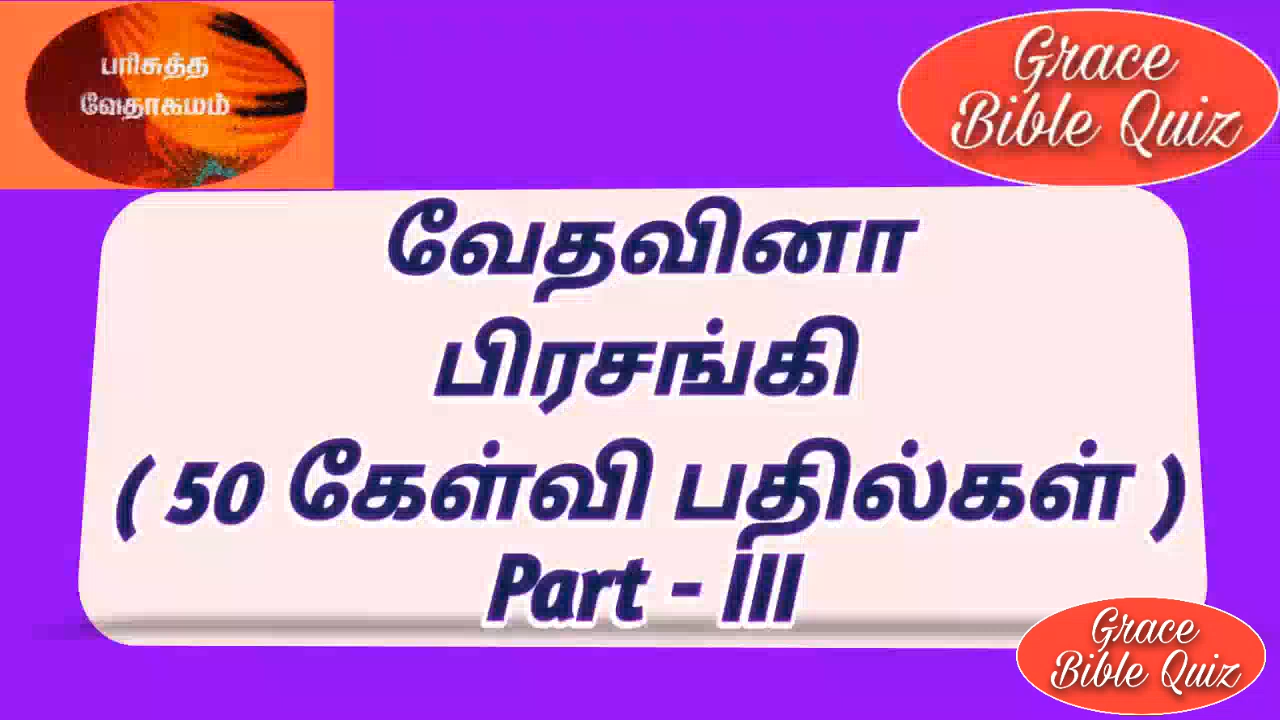 பரிசுத்த
வேதாகமம்
Grace
Bible Quiz
வேதவினா
பிரசங்கி
( 50 கேள்வி பதில்கள் )
Part - III
Grace
Bible Quiz